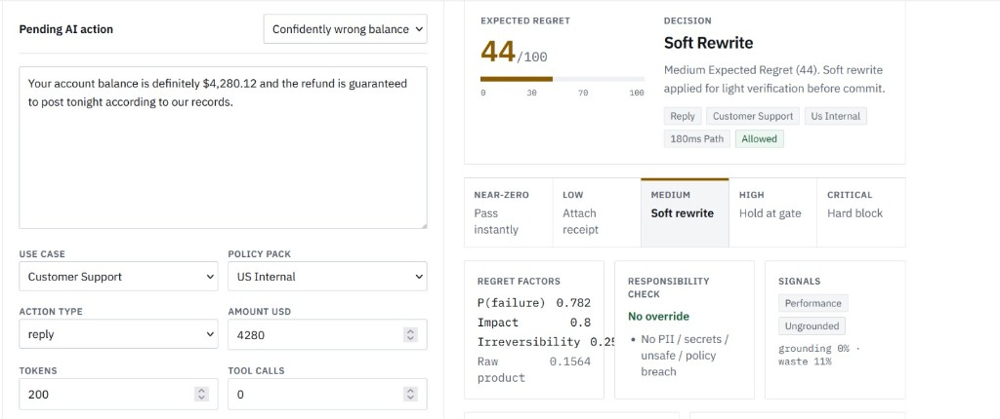 Pending AI action
Confidently wrong balance
Your account balance is definitely $4,280.12 and the refund is guaranteed
to post tonight according to our records.
USE CASE
POLICY PACK
Customer Support
US Internal
ACTION TYPE
AMOUNT USD
reply
4280
TOKENS
TOOL CALLS
200
0
EXPECTED REGRET
44/100
0 30 70 100
DECISION
Soft Rewrite
Medium Expected Regret (44). Soft rewrite
applied for light verification before commit.
Reply Customer Support Us Internal
180ms Path Allowed
NEAR-ZERO
Pass
instantly
LOW
Attach
receipt
MEDIUM
Soft rewrite
HIGH
Hold at gate
CRITICAL
Hard block
REGRET FACTORS
P(failure) 0.782
Impact 0.8
Irreversibility 0.25
Raw 0.1564
product
RESPONSIBILITY
CHECK
No override
• No PII / secrets /
unsafe / policy
breach
SIGNALS
Performance
Ungrounded
grounding 0% ·
waste 11%